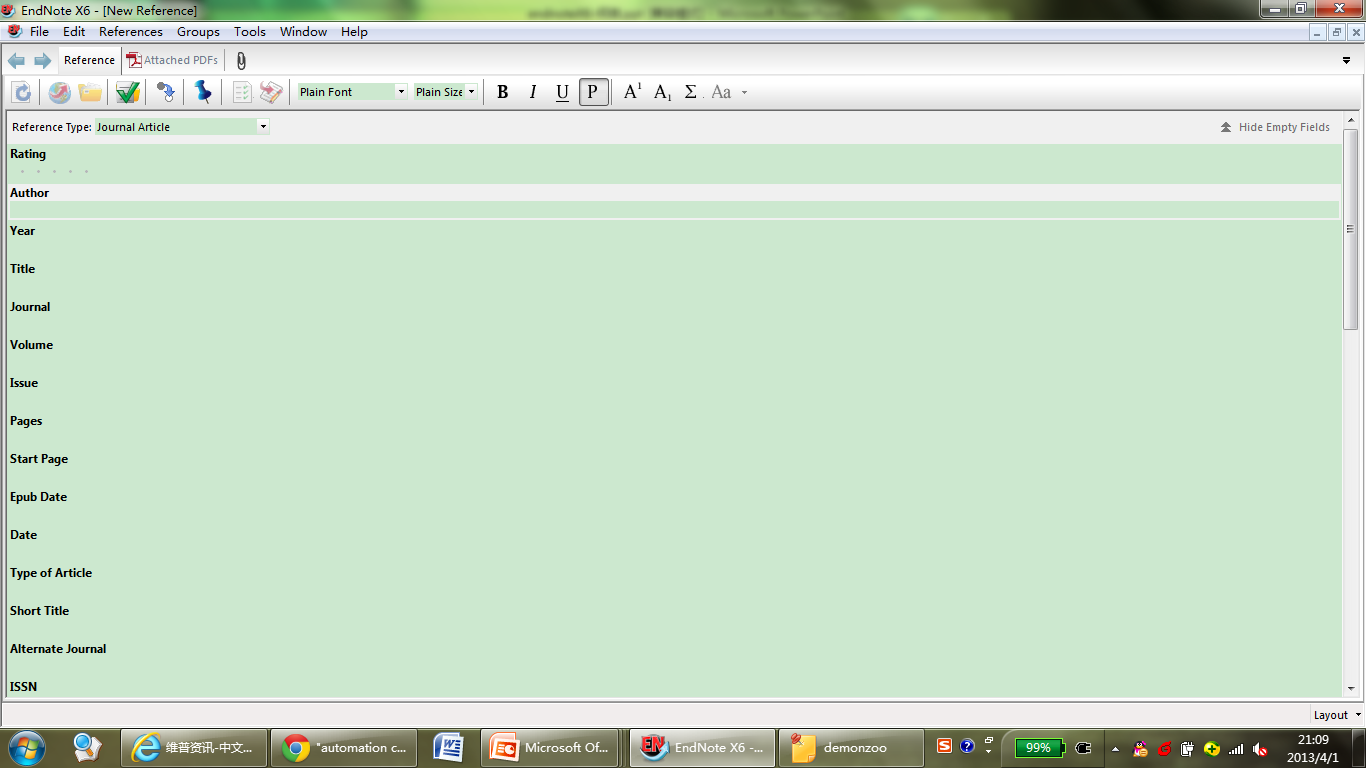 EndNote X6 - [New Reference]
File Edit References Groups Tools Window Help
Reference Attached PDFs
Plain Font Plain Size B I U P A1 A1 Σ Aa
Reference Type: Journal Article Hide Empty Fields
Rating
Author
Year
Title
Journal
Volume
Issue
Pages
Start Page
Epub Date
Date
Type of Article
Short Title
Alternate Journal
ISSN
Layout
维普资讯-中文... "automation c... Microsoft Of... EN EndNote X6 -... demonzoo S 99% 21:09
2013/4/1